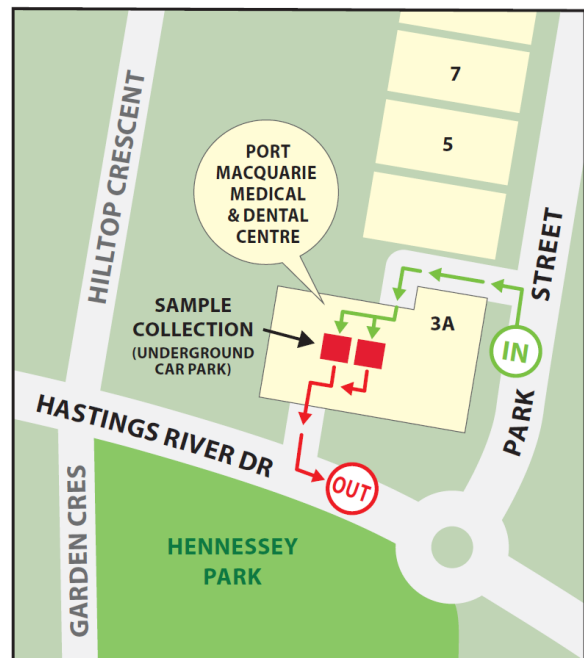 7
5
HILLTOP CRESCENT
PORT
MACQUARIE
MEDICAL
& DENTAL
CENTRE
PARK STREET
SAMPLE
COLLECTION
(UNDERGROUND
CAR PARK)
3A
IN
HASTINGS RIVER DR
OUT
GARDEN CRES
HENNESSEY
PARK